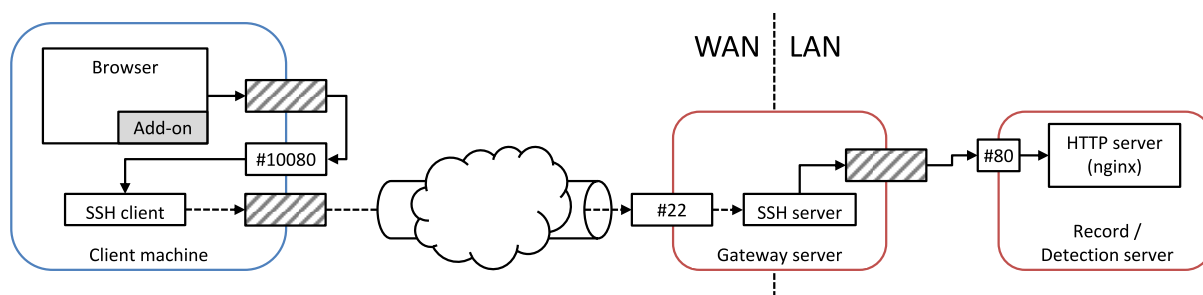 WAN
LAN
Browser
Add-on
#10080
SSH client
Client machine
#22
SSH server
Gateway server
#80
HTTP server
(nginx)
Record /
Detection server